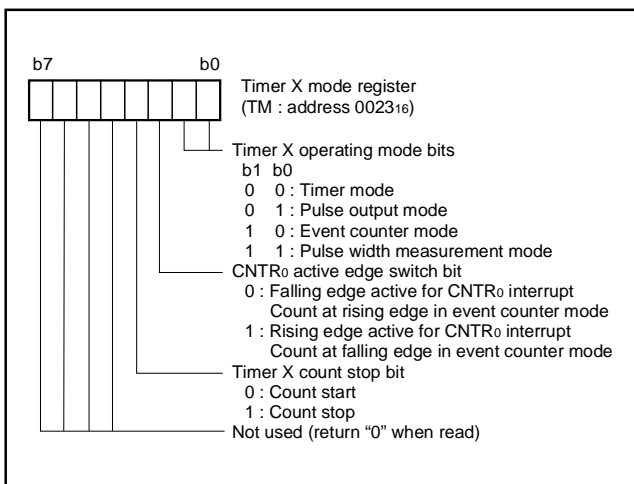 b7 b0
Timer X mode register
(TM : address 002316)
Timer X operating mode bits
b1 b0
0 0 : Timer mode
0 1 : Pulse output mode
1 0 : Event counter mode
1 1 : Pulse width measurement mode
CNTR0 active edge switch bit
0 : Falling edge active for CNTR0 interrupt
Count at rising edge in event counter mode
1 : Rising edge active for CNTR0 interrupt
Count at falling edge in event counter mode
Timer X count stop bit
0 : Count start
1 : Count stop
Not used (return “0” when read)